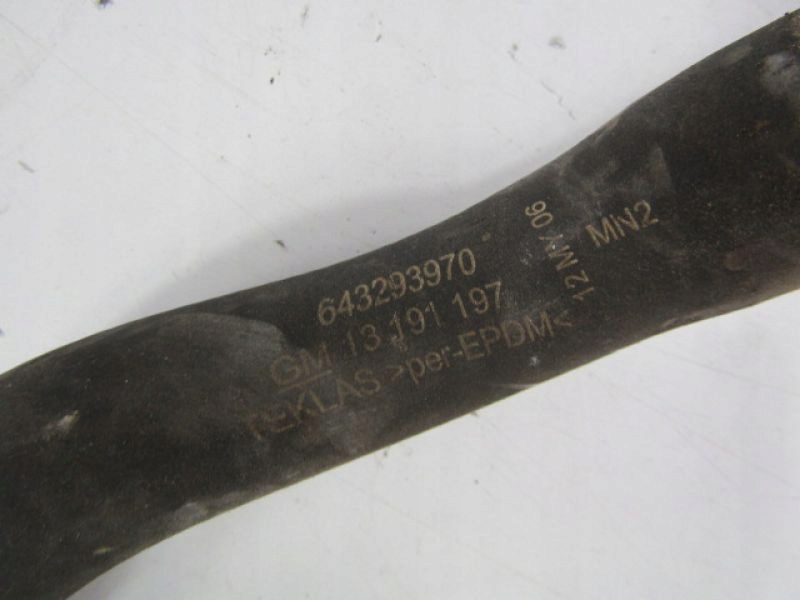 643293970
GM 13 191 197
TEKLAS >per-EPDM<
12 MY 06
MN2